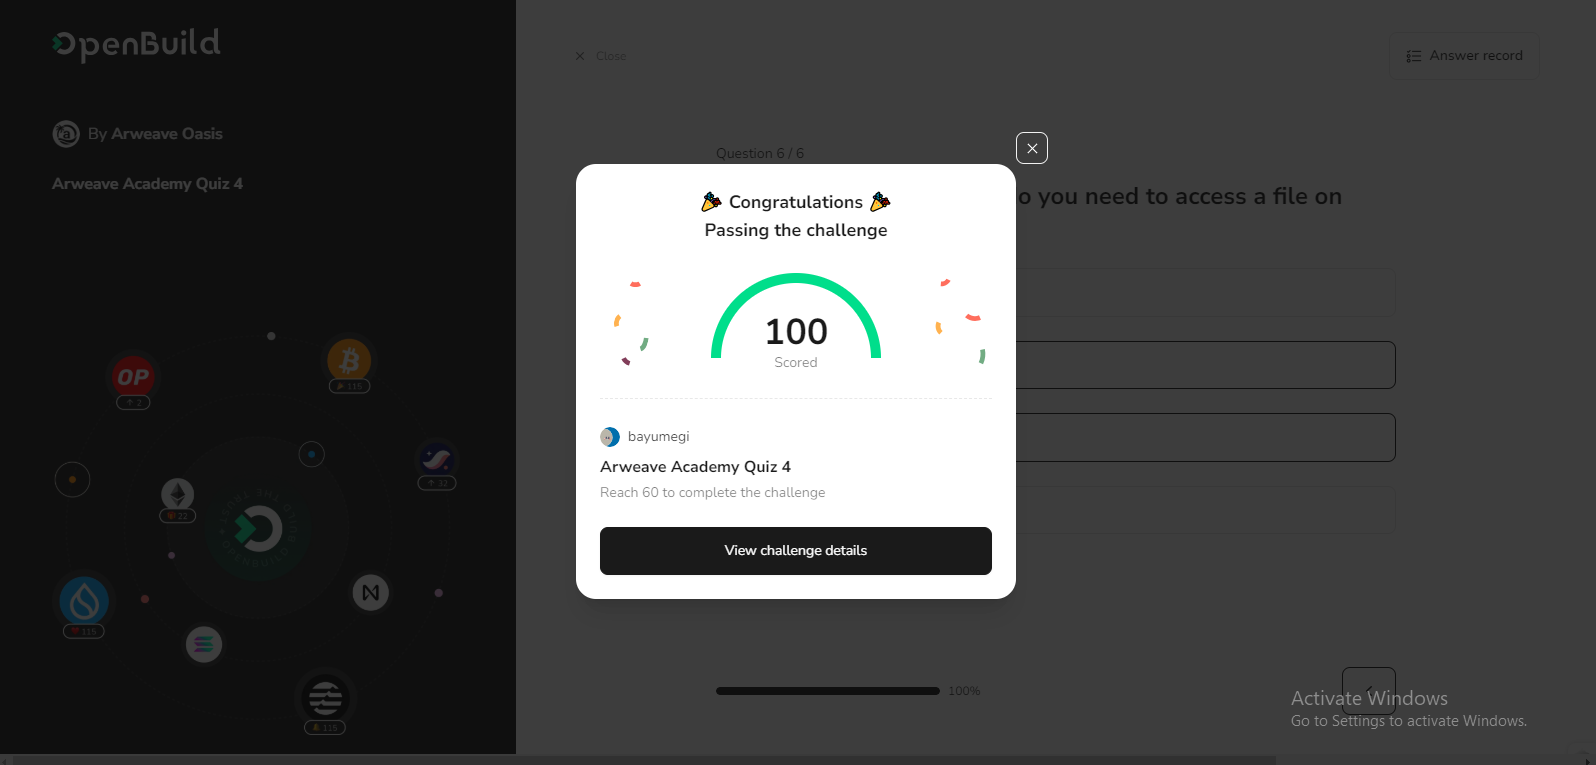 OpenBuild
By Arweave Oasis
Arweave Academy Quiz 4
OP
2
115
32
22
115
115
Close
Answer record
Question 6 / 6
o you need to access a file on
🎉 Congratulations 🎉
Passing the challenge
100
Scored
bayumegi
Arweave Academy Quiz 4
Reach 60 to complete the challenge
View challenge details
100%
Activate Windows
Go to Settings to activate Windows.